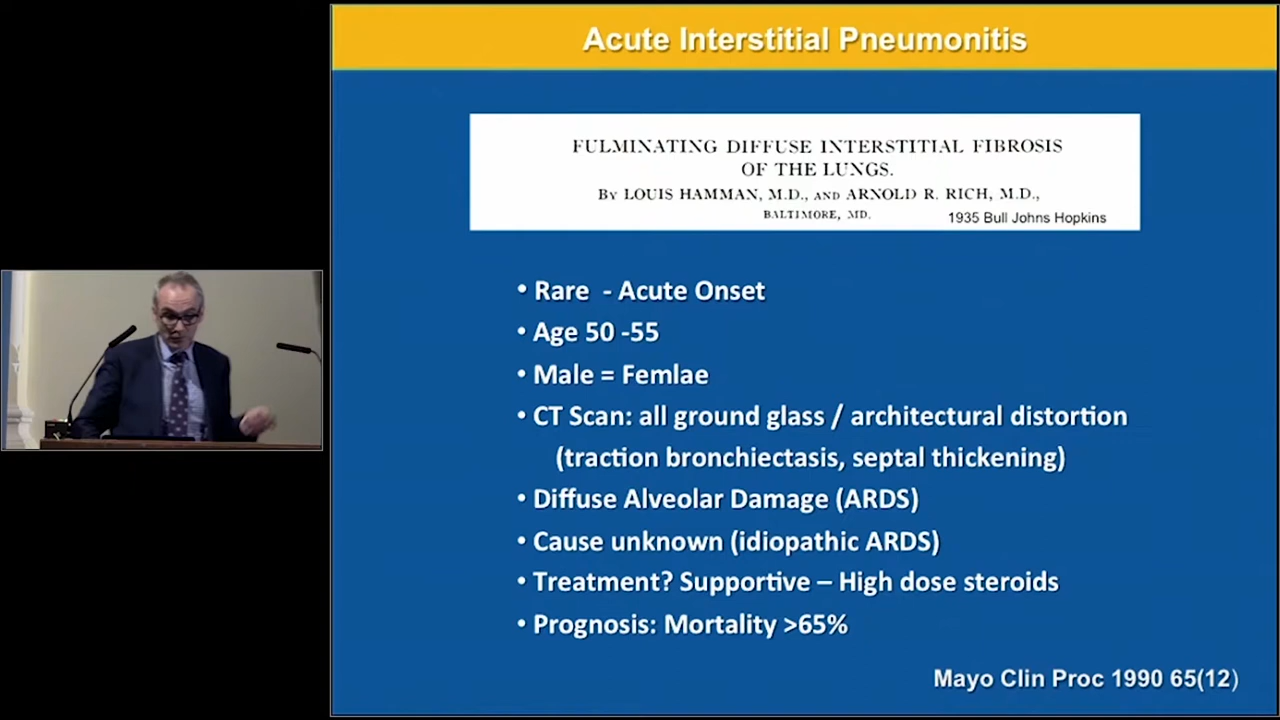 Acute Interstitial Pneumonitis
FULMINATING DIFFUSE INTERSTITIAL FIBROSIS
OF THE LUNGS.
BY LOUIS HAMMAN, M.D., AND ARNOLD R. RICH, M.D.,
BALTIMORE, MD.
1935 Bull Johns Hopkins
• Rare - Acute Onset
• Age 50 -55
• Male = Femlae
• CT Scan: all ground glass / architectural distortion
(traction bronchiectasis, septal thickening)
• Diffuse Alveolar Damage (ARDS)
• Cause unknown (idiopathic ARDS)
• Treatment? Supportive – High dose steroids
• Prognosis: Mortality >65%
Mayo Clin Proc 1990 65(12)